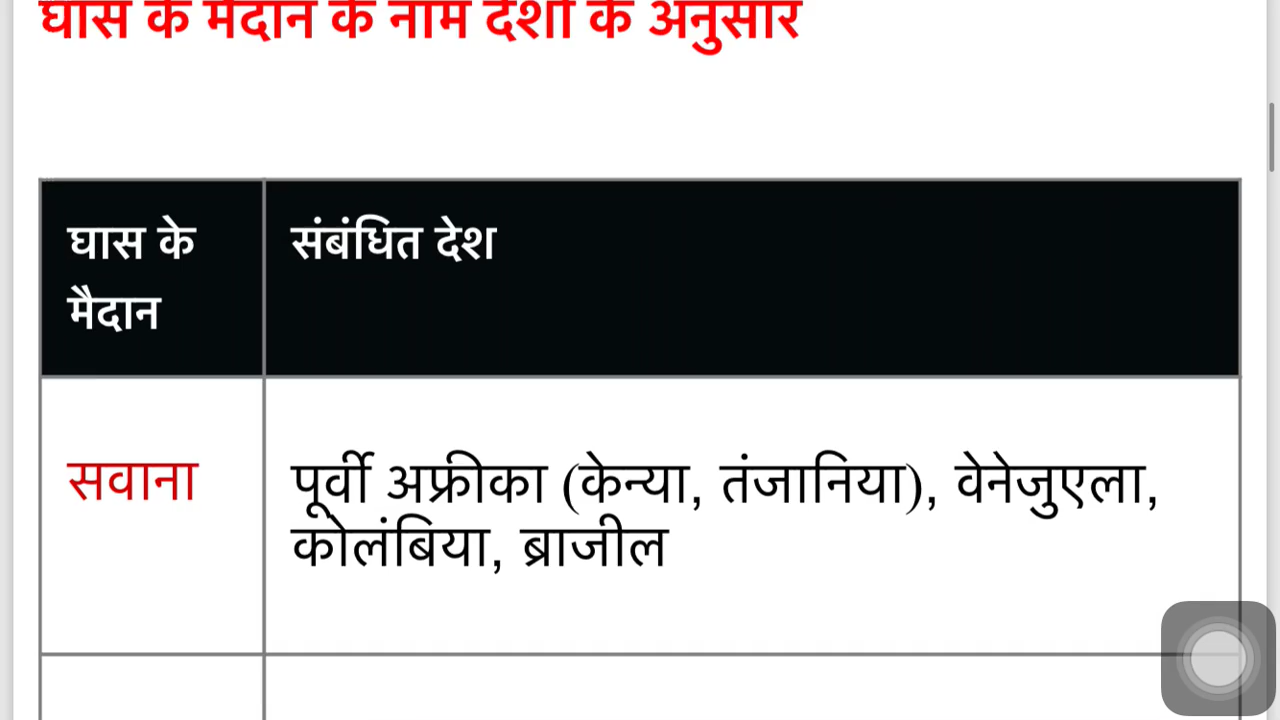 घास के मैदान के नाम देशों के अनुसार
घास के
मैदान
संबंधित देश
सवाना
पूर्वी अफ्रीका (केन्या, तंजानिया), वेनेजुएला,
कोलंबिया, ब्राजील